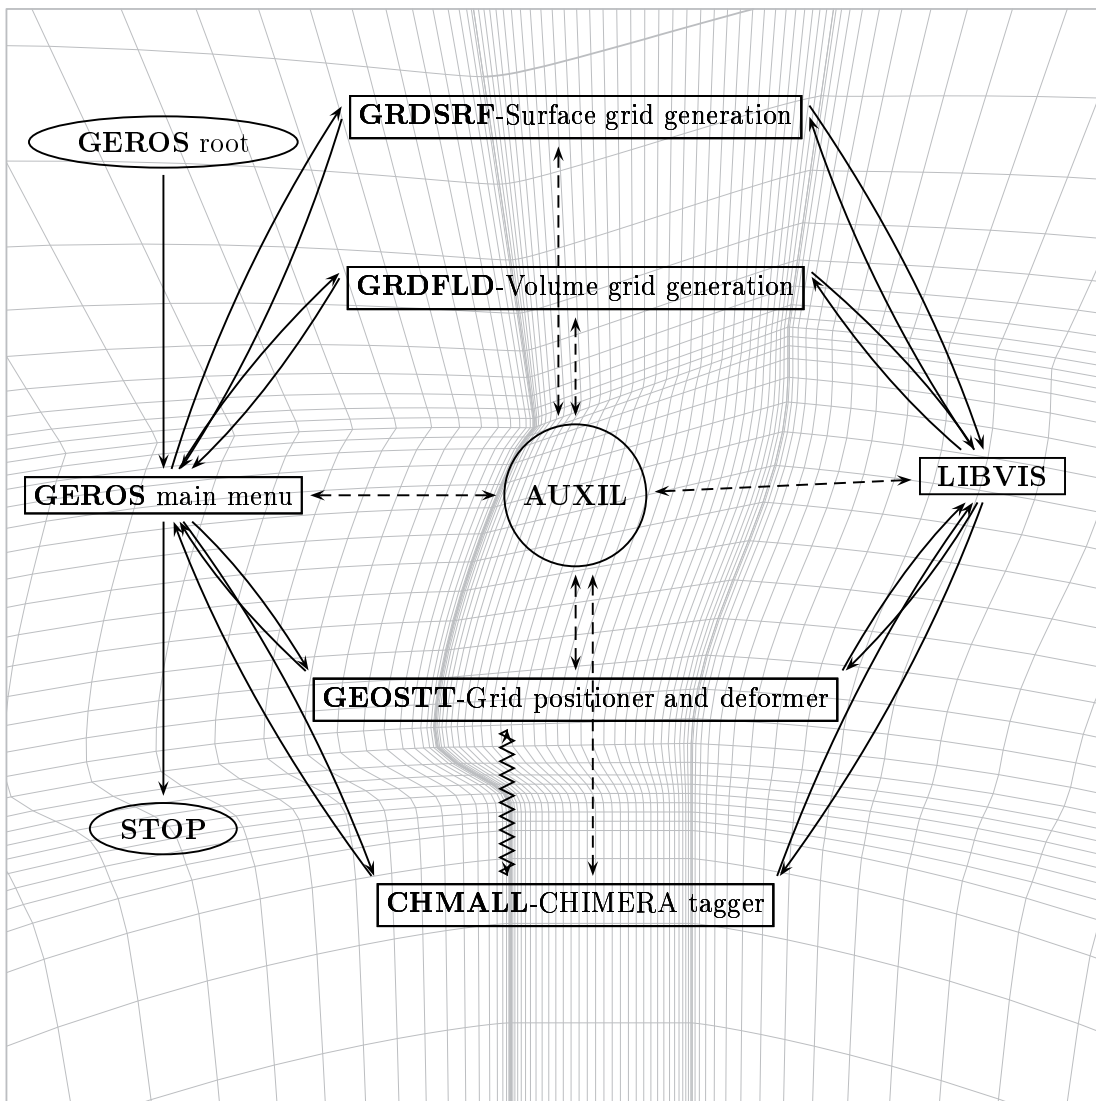 GRDSRF-Surface grid generation
GEROS root
GRDFLD-Volume grid generation
GEROS main menu
AUXIL
LIBVIS
GEOSTT-Grid positioner and deformer
STOP
CHMALL-CHIMERA tagger